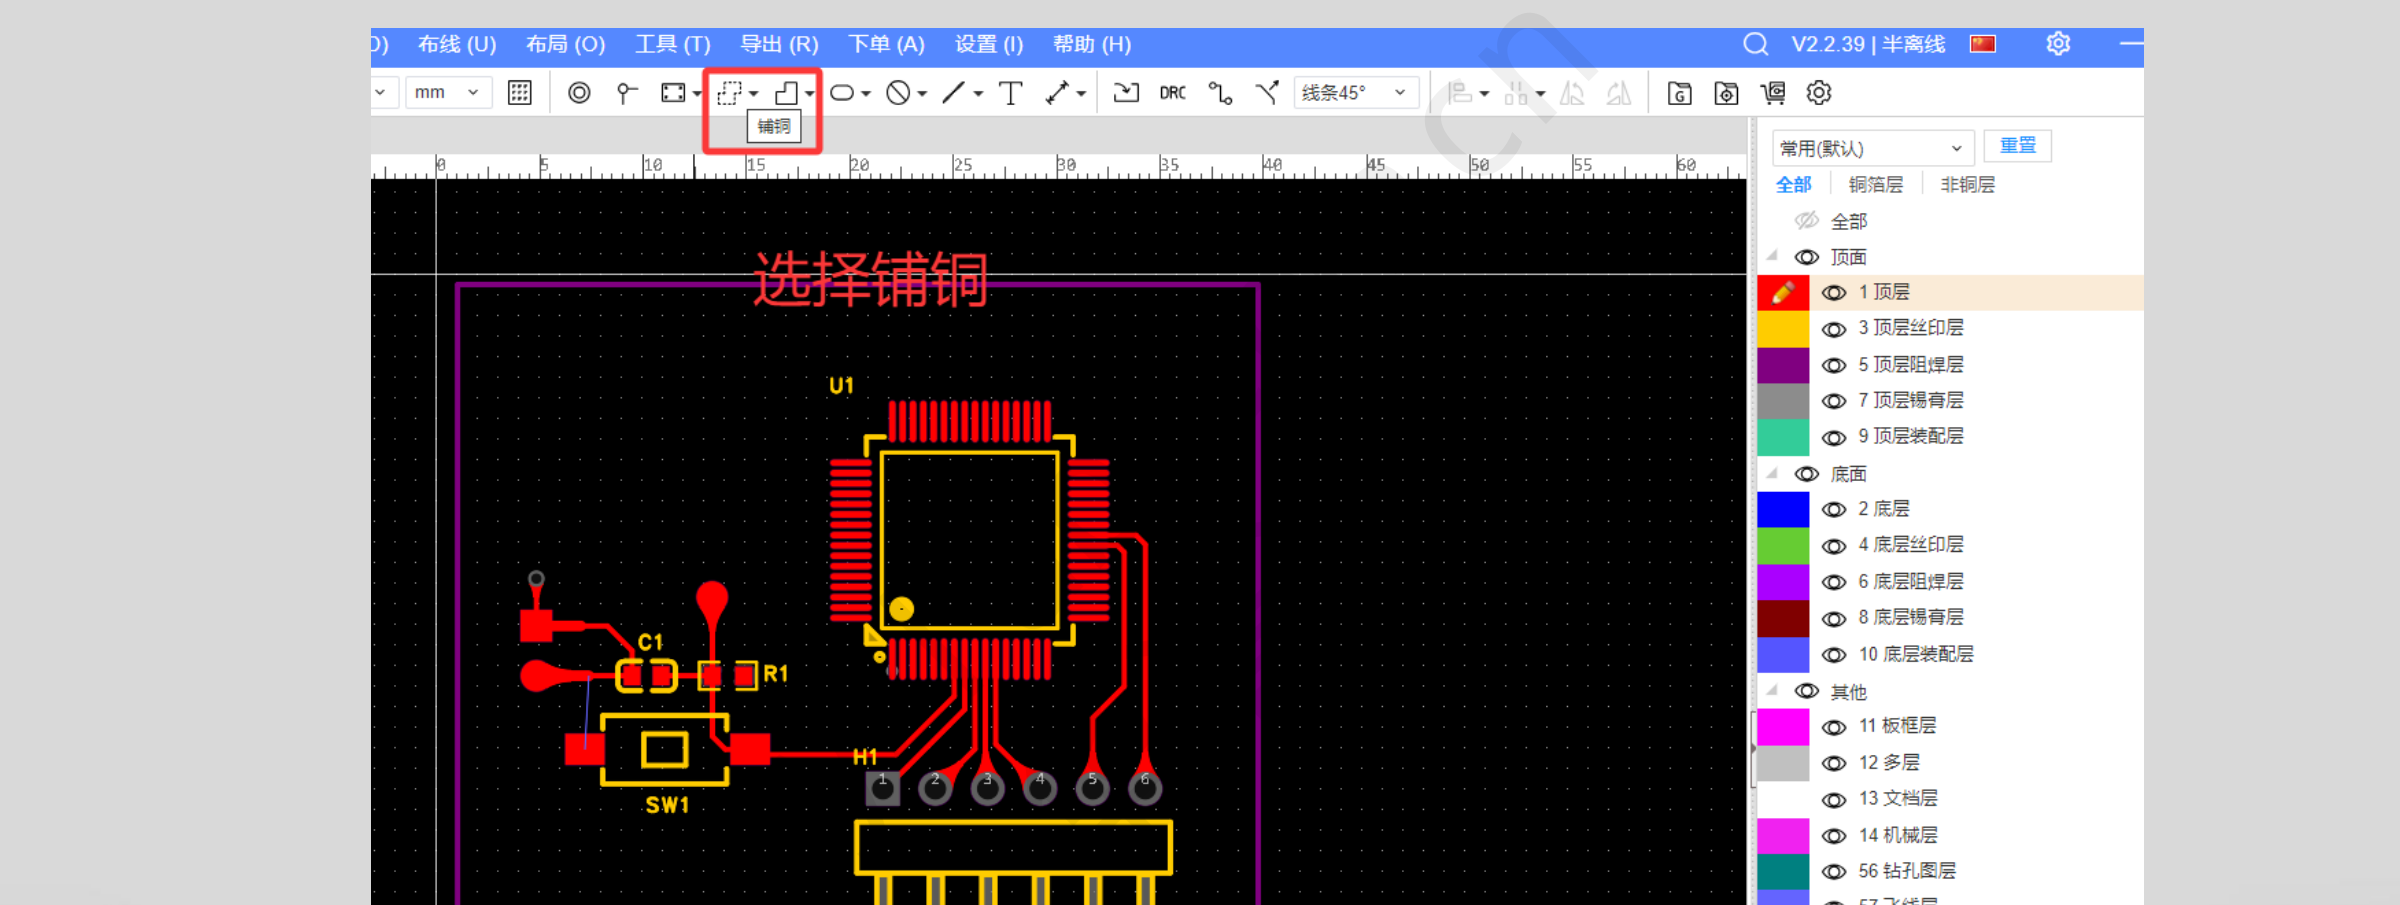 布线 (U) 布局 (O) 工具 (T) 导出 (R) 下单 (A) 设置 (I) 帮助 (H) V2.2.39 | 半离线
mm DRC 线条45°
铺铜
0 5 10 15 20 25 30 35 40 45 50 55 60
选择铺铜
U1
C1
R1
SW1
H1
1 2 3 4 5 6
常用(默认) 重置
全部 铜箔层 非铜层
全部
顶面
1 顶层
3 顶层丝印层
5 顶层阻焊层
7 顶层锡膏层
9 顶层装配层
底面
2 底层
4 底层丝印层
6 底层阻焊层
8 底层锡膏层
10 底层装配层
其他
11 板框层
12 多层
13 文档层
14 机械层
56 钻孔图层
57 飞线层
cn